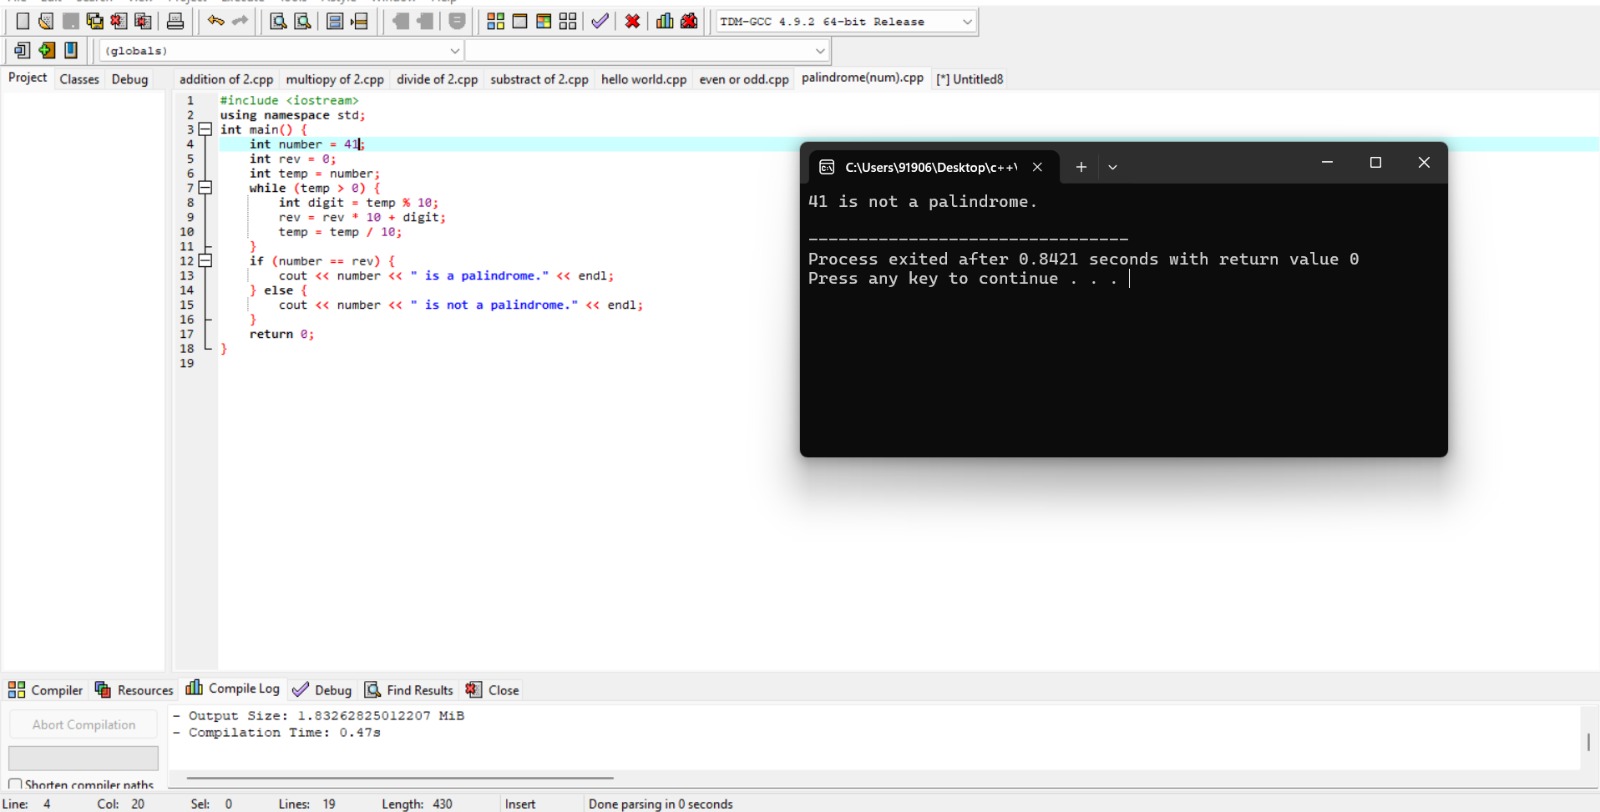 TDM-GCC 4.9.2 64-bit Release
(globals)
Project Classes Debug
addition of 2.cpp multiopy of 2.cpp divide of 2.cpp substract of 2.cpp hello world.cpp even or odd.cpp palindrome(num).cpp [*] Untitled8
1 #include <iostream>
2 using namespace std;
3 int main() {
4 int number = 41;
5 int rev = 0;
6 int temp = number;
7 while (temp > 0) {
8 int digit = temp % 10;
9 rev = rev * 10 + digit;
10 temp = temp / 10;
11 }
12 if (number == rev) {
13 cout << number << " is a palindrome." << endl;
14 } else {
15 cout << number << " is not a palindrome." << endl;
16 }
17 return 0;
18 }
19
C:\Users\91906\Desktop\c++\
41 is not a palindrome.
--------------------------------
Process exited after 0.8421 seconds with return value 0
Press any key to continue . . .
Compiler Resources Compile Log Debug Find Results Close
Abort Compilation
Shorten compiler paths
- Output Size: 1.83262825012207 MiB
- Compilation Time: 0.47s
Line: 4 Col: 20 Sel: 0 Lines: 19 Length: 430 Insert Done parsing in 0 seconds